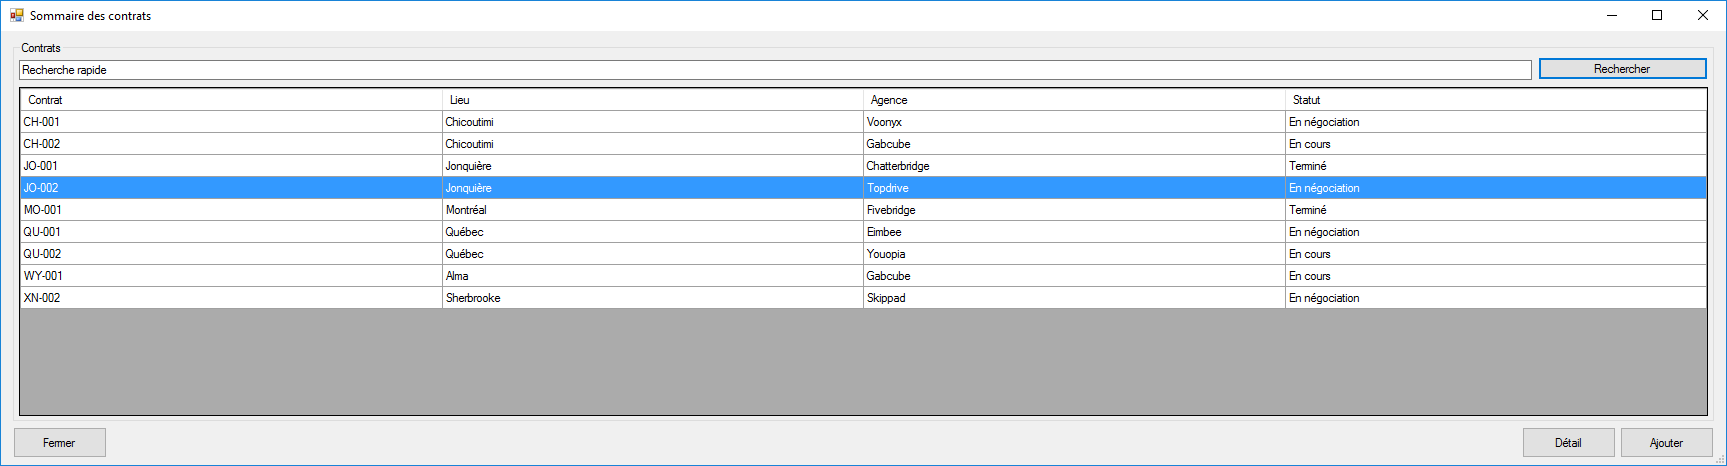 Sommaire des contrats
Contrats
Recherche rapide Rechercher
Contrat Lieu Agence Statut
CH-001 Chicoutimi Voonyx En négociation
CH-002 Chicoutimi Gabcube En cours
JO-001 Jonquière Chatterbridge Terminé
JO-002 Jonquière Topdrive En négociation
MO-001 Montréal Fivebridge Terminé
QU-001 Québec Eimbee En négociation
QU-002 Québec Youopia En cours
WY-001 Alma Gabcube En cours
XN-002 Sherbrooke Skippad En négociation
Fermer Détail Ajouter